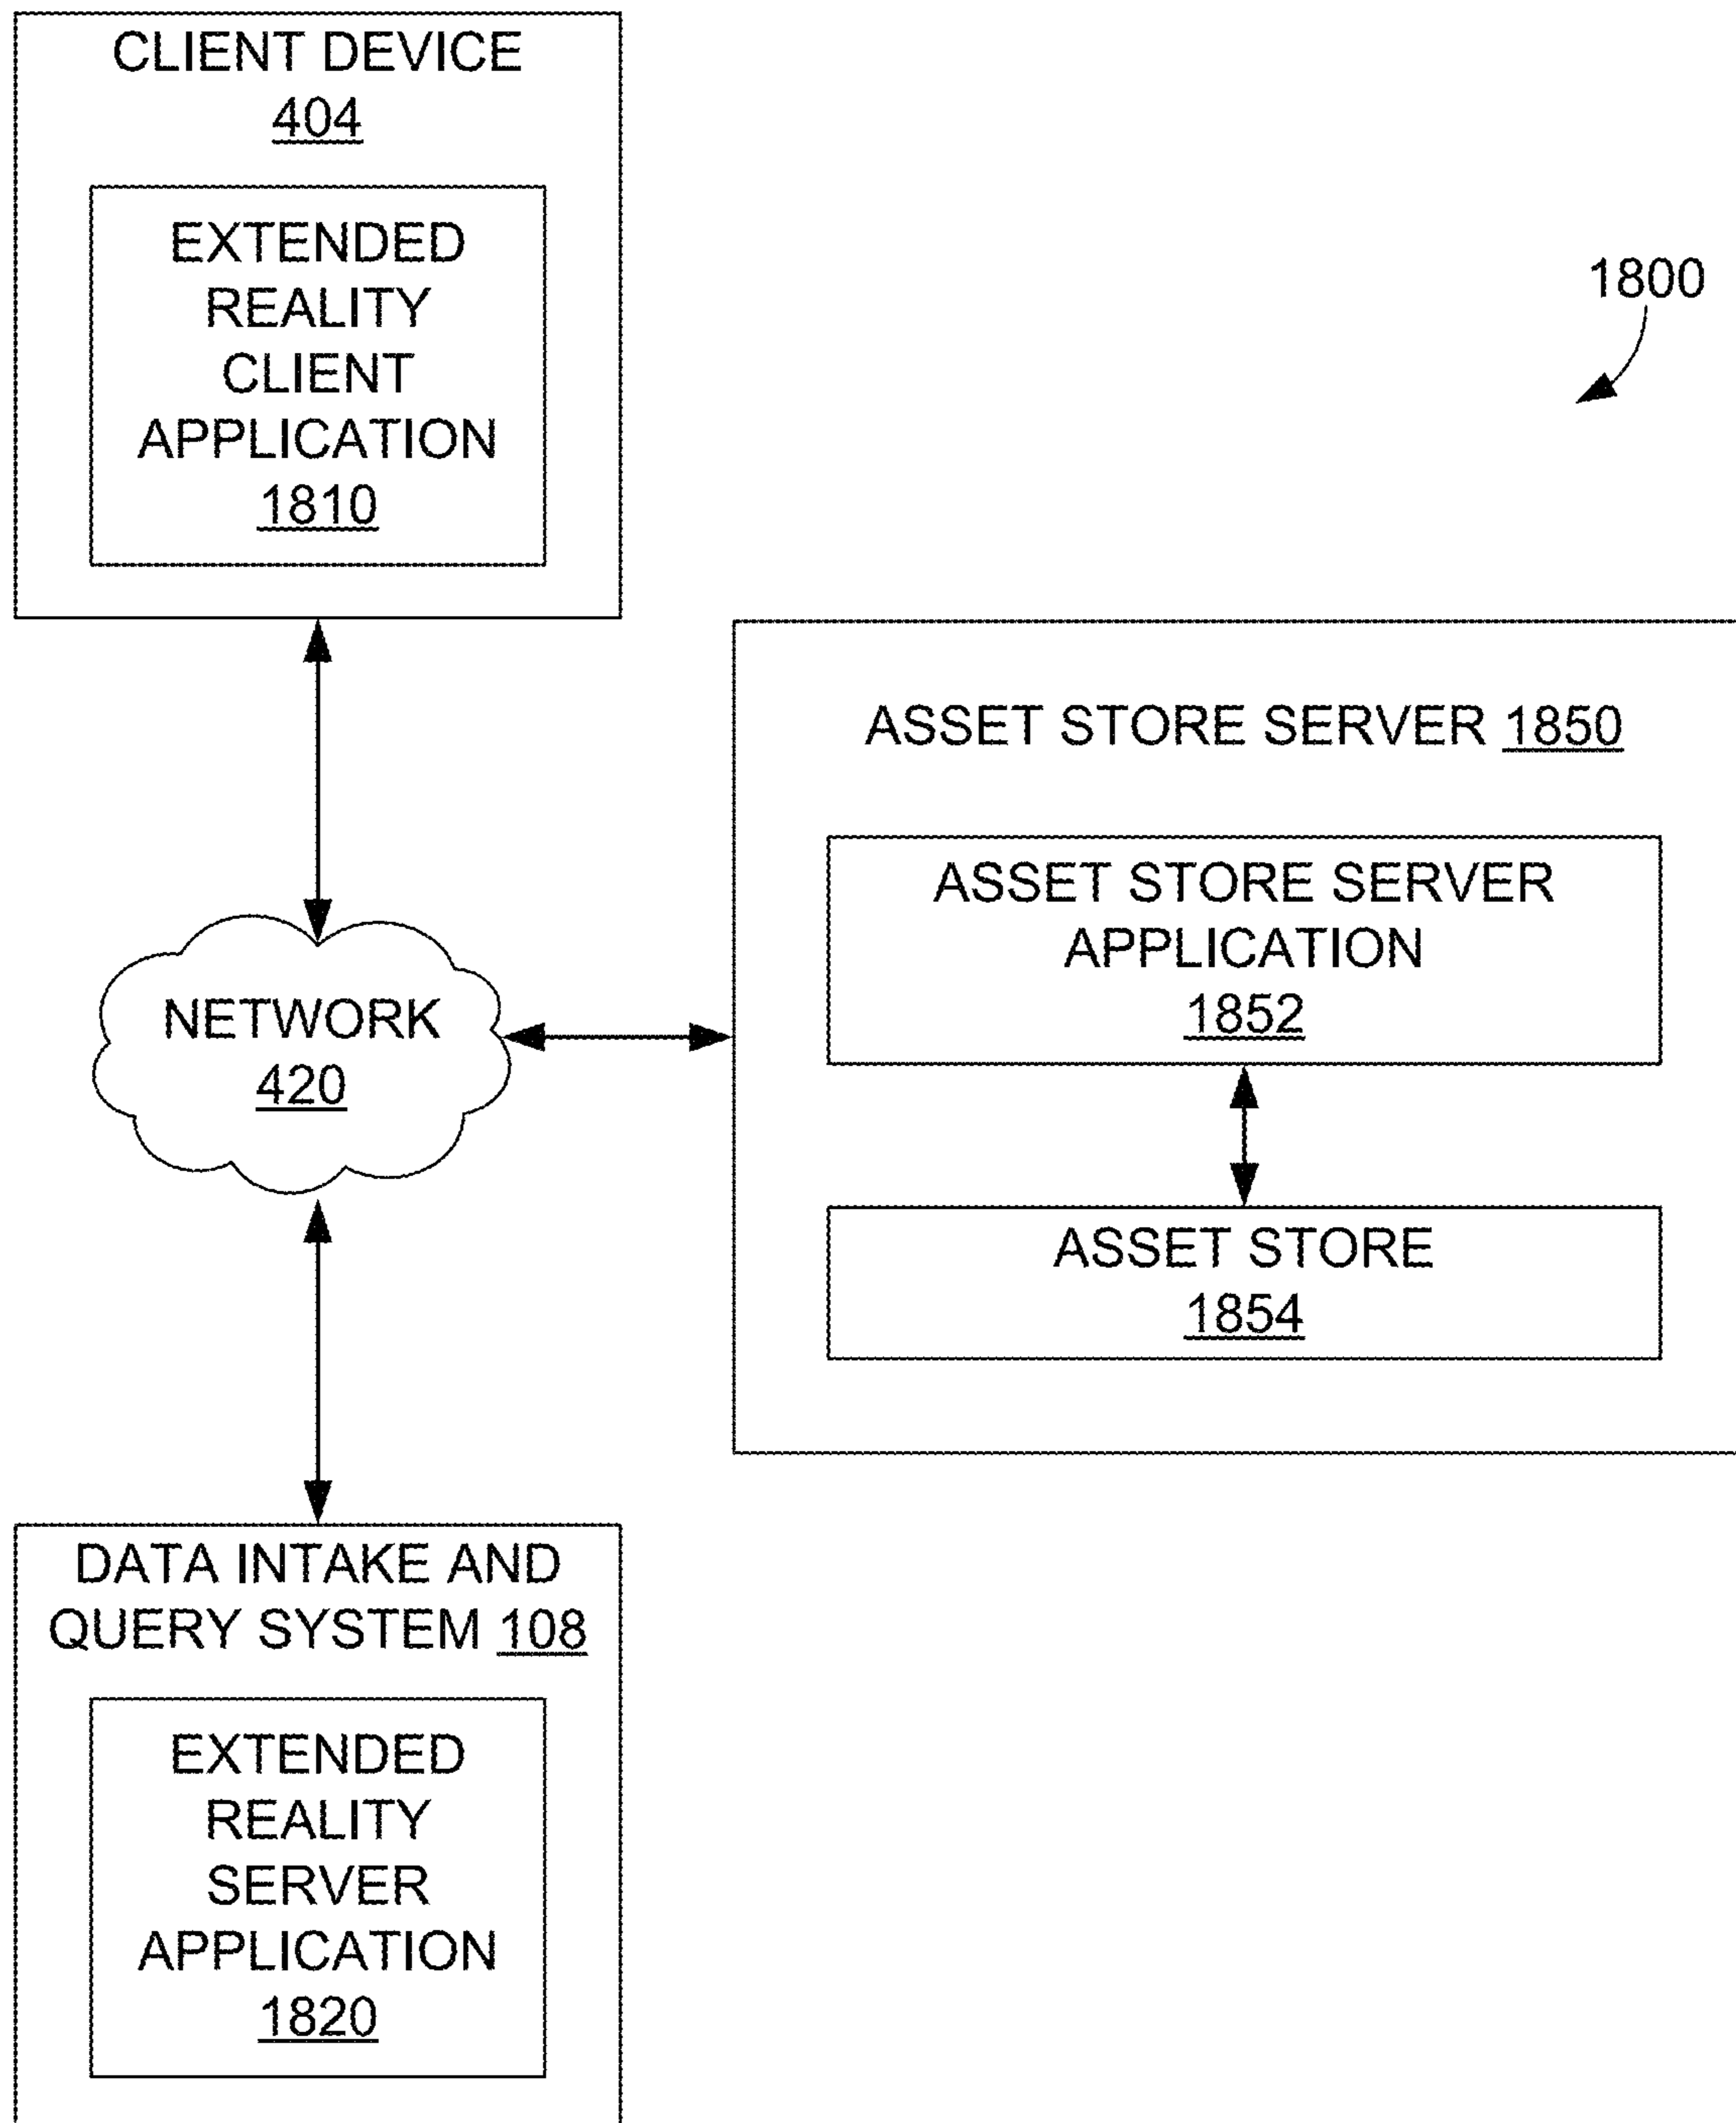 CLIENT DEVICE
404
EXTENDED
REALITY
CLIENT
APPLICATION
1810
1800
ASSET STORE SERVER 1850
ASSET STORE SERVER
APPLICATION
1852
NETWORK
420
ASSET STORE
1854
DATA INTAKE AND
QUERY SYSTEM 108
EXTENDED
REALITY
SERVER
APPLICATION
1820